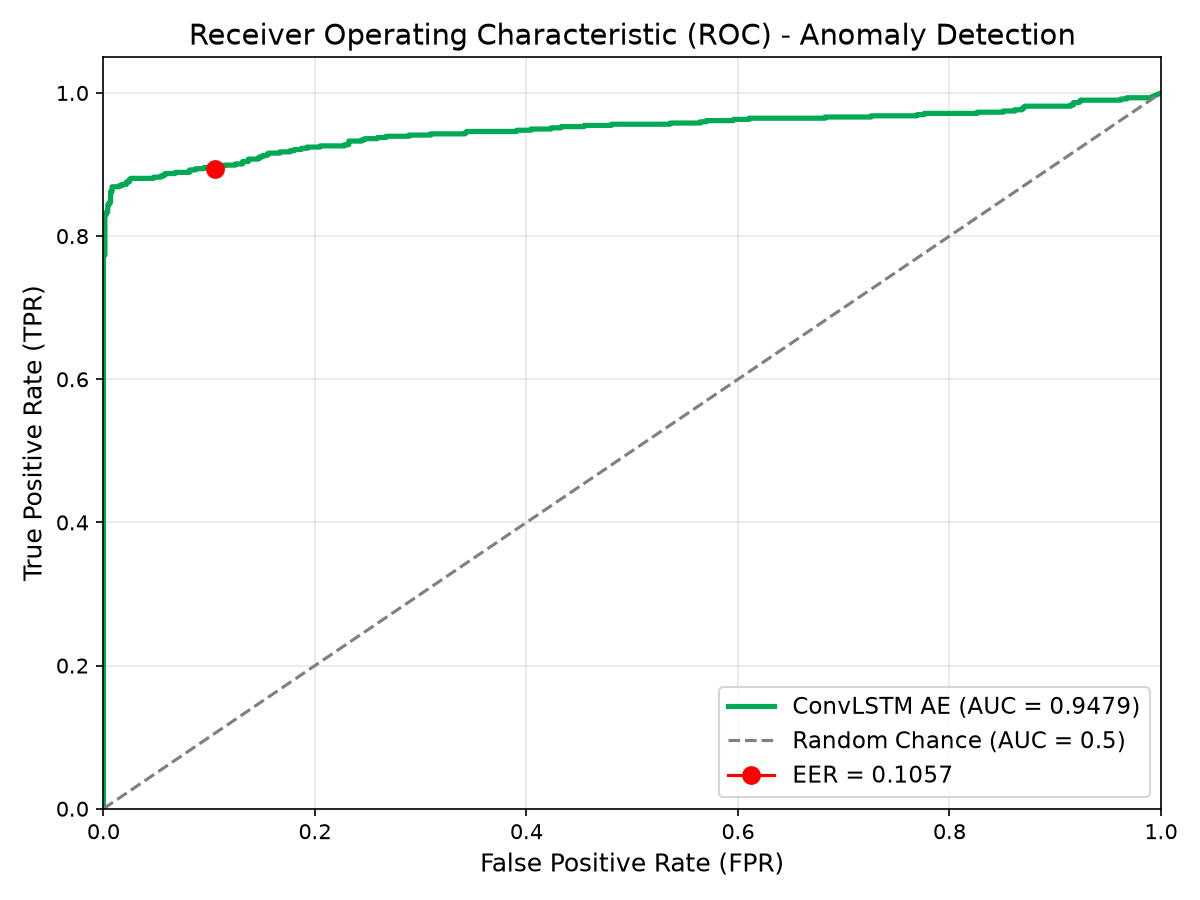 Receiver Operating Characteristic (ROC) - Anomaly Detection
True Positive Rate (TPR)
1.0
0.8
0.6
0.4
0.2
0.0
ConvLSTM AE (AUC = 0.9479)
Random Chance (AUC = 0.5)
EER = 0.1057
0.0 0.2 0.4 0.6 0.8 1.0
False Positive Rate (FPR)